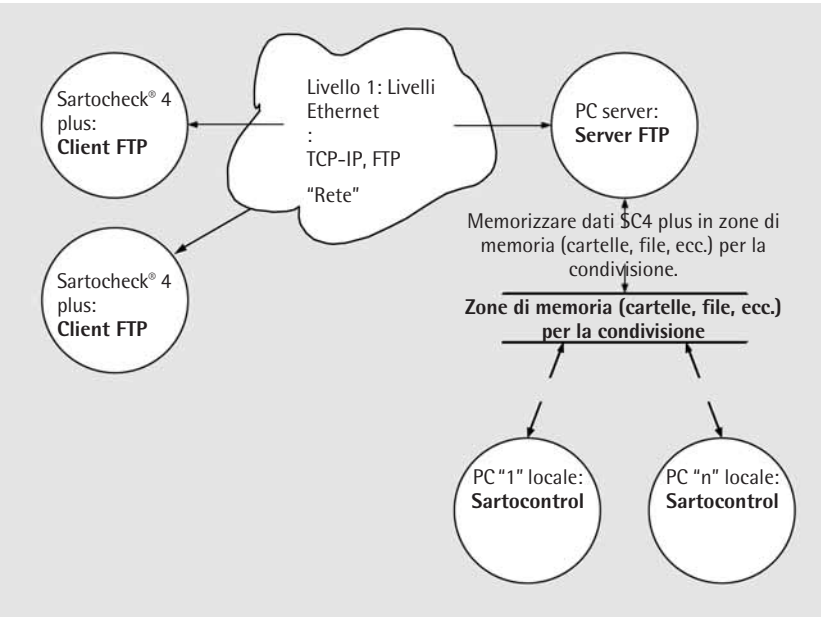 Sartocheck® 4
plus:
Client FTP
Livello 1: Livelli
Ethernet
:
TCP-IP, FTP
“Rete”
PC server:
Server FTP
Sartocheck® 4
plus:
Client FTP
Memorizzare dati SC4 plus in zone di
memoria (cartelle, file, ecc.) per la
condivisione.
Zone di memoria (cartelle, file, ecc.)
per la condivisione
PC “1” locale:
Sartocontrol
PC “n” locale:
Sartocontrol